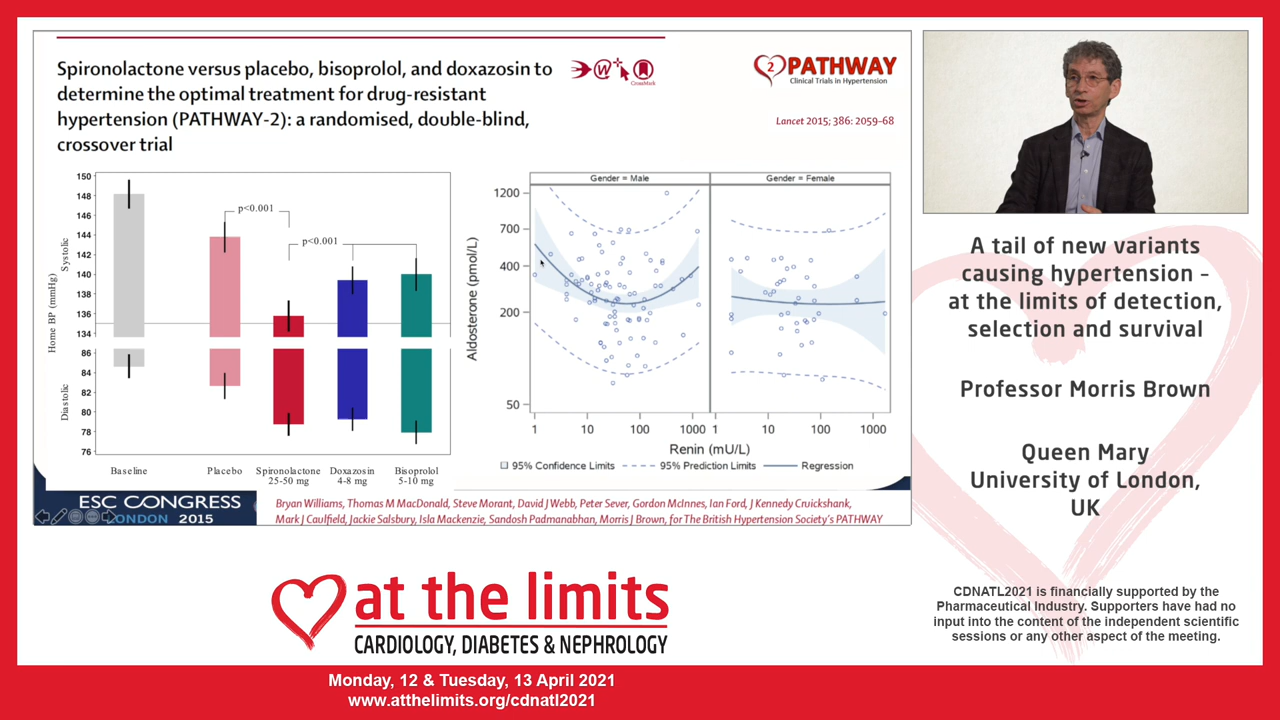 Spironolactone versus placebo, bisoprolol, and doxazosin to
determine the optimal treatment for drug-resistant
hypertension (PATHWAY-2): a randomised, double-blind,
crossover trial
W
CrossMark
2 PATHWAY
Clinical Trials in Hypertension
Lancet 2015; 386: 2059–68
Home BP (mmHg)
Systolic
Diastolic
150
148
146
144
142
140
138
136
134
86
84
82
80
78
76
p<0.001
p<0.001
Baseline
Placebo
Spironolactone
25-50 mg
Doxazosin
4-8 mg
Bisoprolol
5-10 mg
Gender = Male
Gender = Female
Aldosterone (pmol/L)
1200
700
400
200
50
1 10 100 1000 1 10 100 1000
Renin (mU/L)
95% Confidence Limits 95% Prediction Limits Regression
ESC CONGRESS
LONDON 2015
Bryan Williams, Thomas M MacDonald, Steve Morant, David J Webb, Peter Sever, Gordon McInnes, Ian Ford, J Kennedy Cruickshank,
Mark J Caulfield, Jackie Salsbury, Isla Mackenzie, Sandosh Padmanabhan, Morris J Brown, for The British Hypertension Society's PATHWAY
A tail of new variants
causing hypertension –
at the limits of detection,
selection and survival
Professor Morris Brown
Queen Mary
University of London,
UK
CDNATL2021 is financially supported by the
Pharmaceutical Industry. Supporters have had no
input into the content of the independent scientific
sessions or any other aspect of the meeting.
at the limits
CARDIOLOGY, DIABETES & NEPHROLOGY
Monday, 12 & Tuesday, 13 April 2021
www.atthelimits.org/cdnatl2021